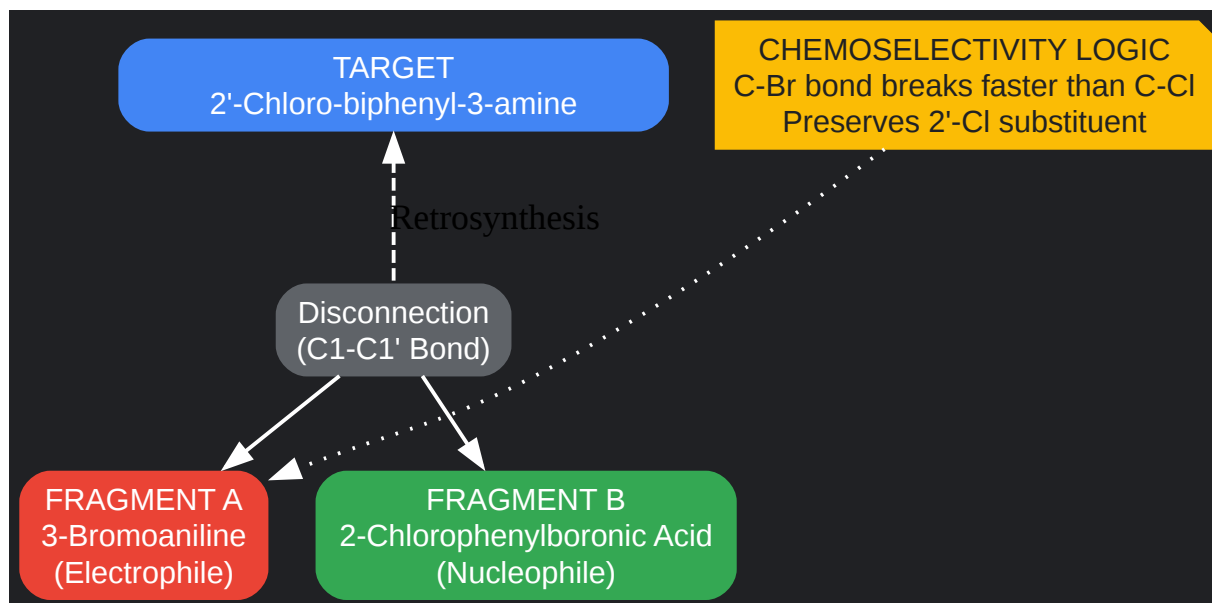 TARGET
2'-Chloro-biphenyl-3-amine
CHEMOSELECTIVITY LOGIC
C-Br bond breaks faster than C-Cl
Preserves 2'-Cl substituent
Retrosynthesis
Disconnection
(C1-C1' Bond)
FRAGMENT A
3-Bromoaniline
(Electrophile)
FRAGMENT B
2-Chlorophenylboronic Acid
(Nucleophile)